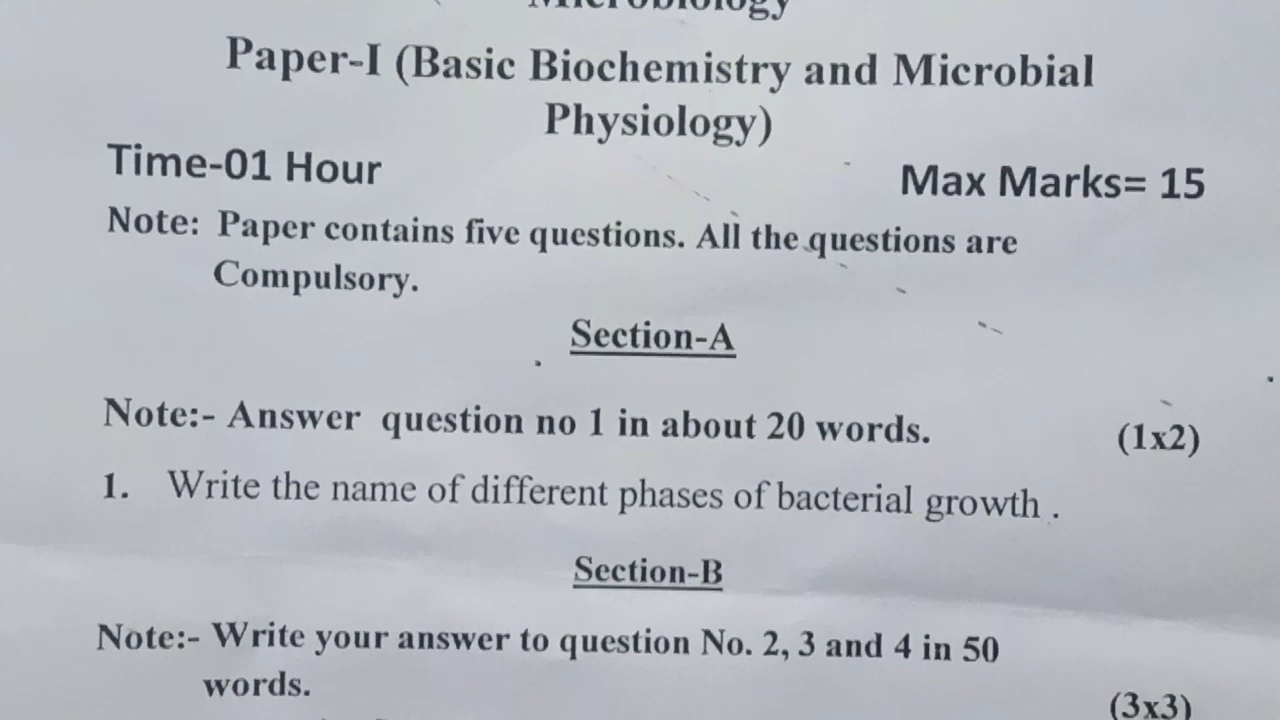 Microbiology
Paper-I (Basic Biochemistry and Microbial
Physiology)
Time-01 Hour Max Marks= 15
Note: Paper contains five questions. All the questions are
Compulsory.
Section-A
Note:- Answer question no 1 in about 20 words. (1x2)
1. Write the name of different phases of bacterial growth .
Section-B
Note:- Write your answer to question No. 2, 3 and 4 in 50
words.
(3x3)